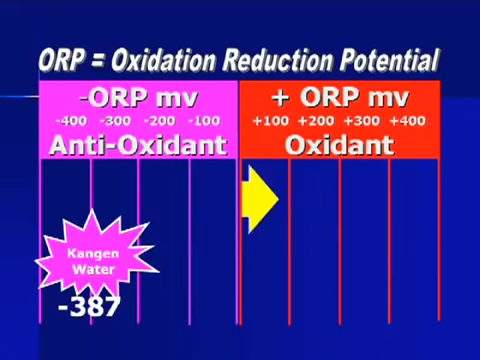 ORP = Oxidation Reduction Potential
-ORP mv
-400 -300 -200 -100
Anti-Oxidant
+ ORP mv
+100 +200 +300 +400
Oxidant
Kangen
Water
-387